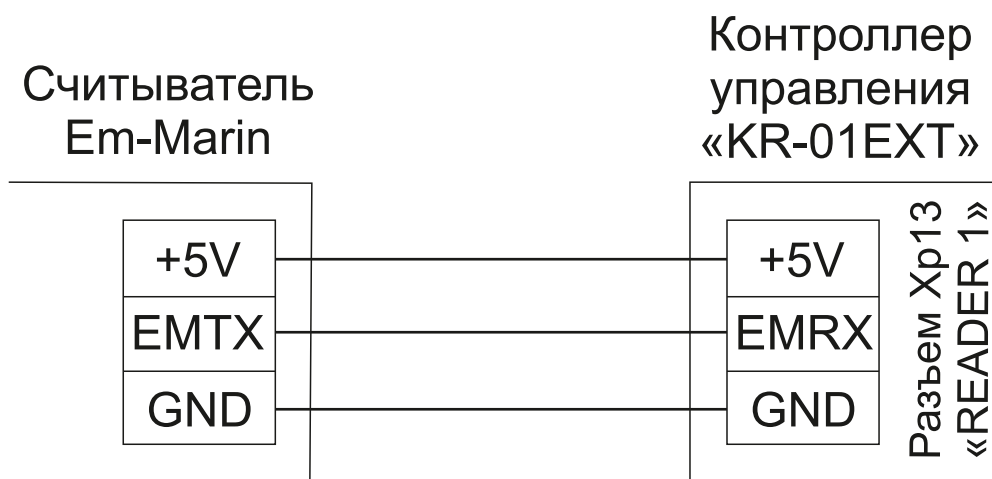 Считыватель
Em-Marin
Контроллер
управления
«KR-01EXT»
+5V
EMTX
GND
+5V
EMRX
GND
Разъем Xp13
«READER 1»